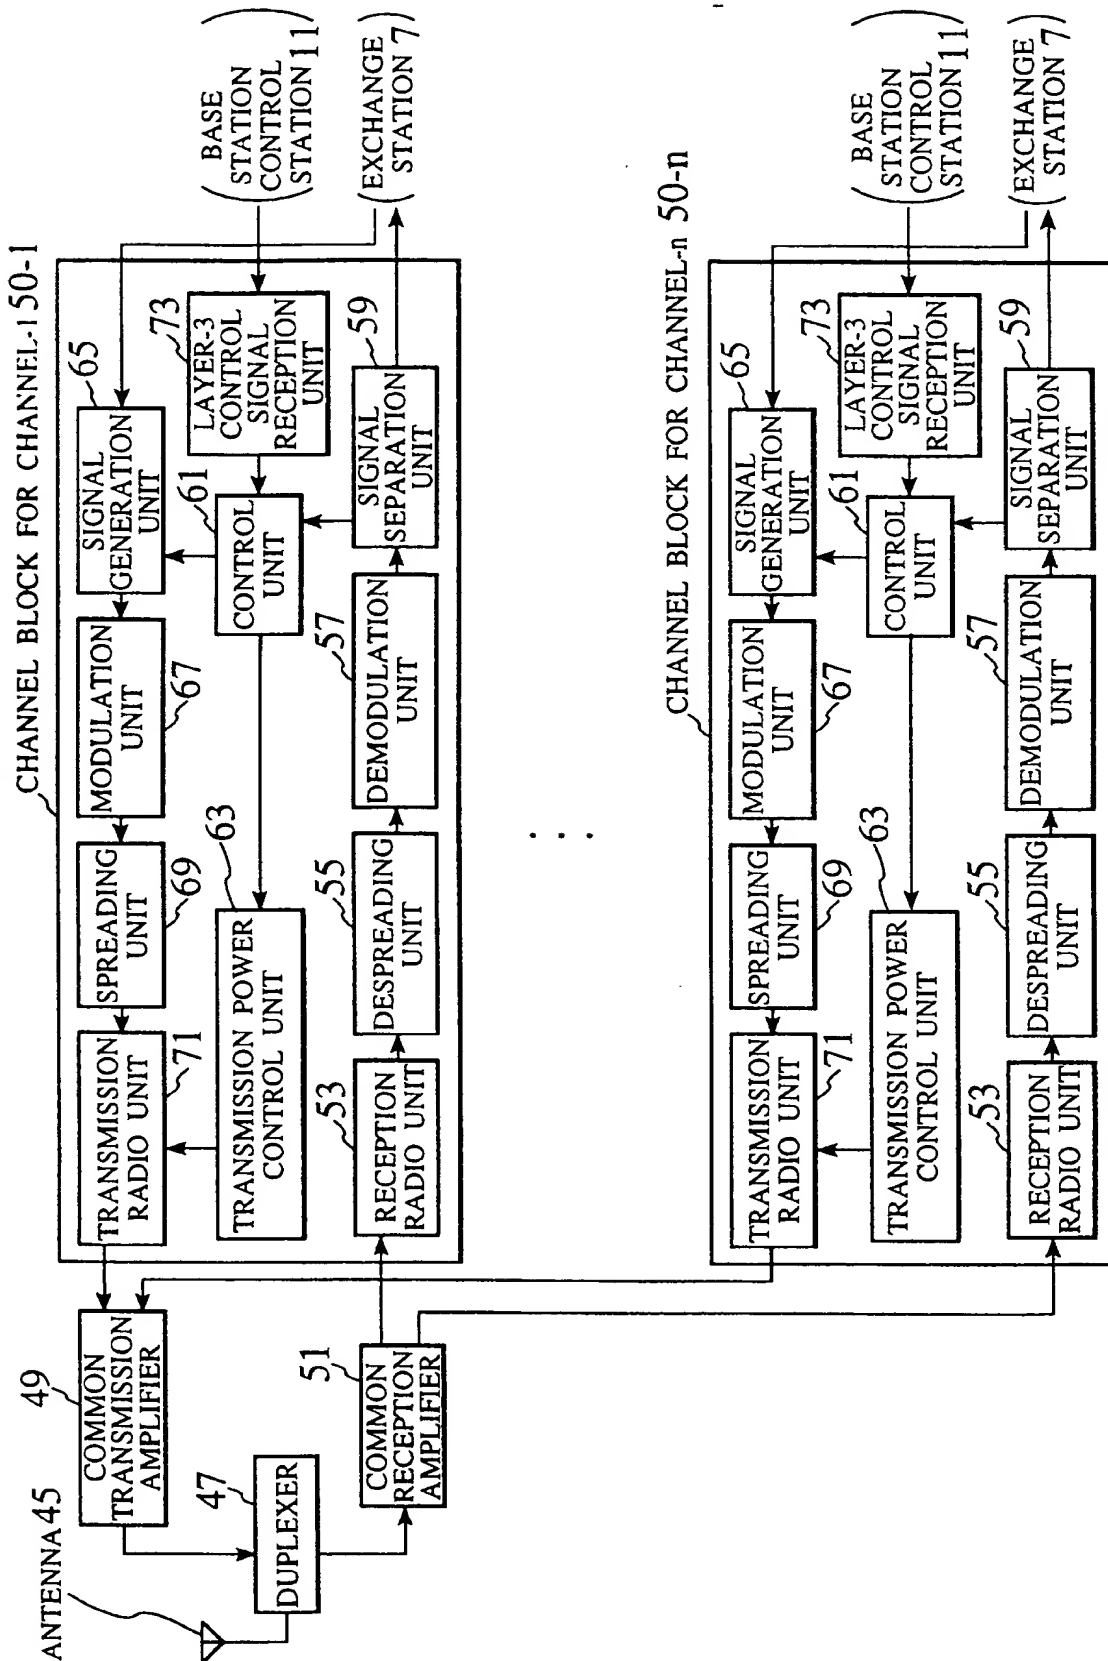 ANTENNA 45
47
DUPLEXER
49
COMMON
TRANSMISSION
AMPLIFIER
51
COMMON
RECEPTION
AMPLIFIER
CHANNEL BLOCK FOR CHANNEL-1 50-1
TRANSMISSION
RADIO UNIT
71
SPREADING
UNIT
69
MODULATION
UNIT
67
SIGNAL
GENERATION
UNIT
65
TRANSMISSION POWER
CONTROL UNIT
63
CONTROL
UNIT
61
LAYER-3
CONTROL
SIGNAL
RECEPTION
UNIT
73
RECEPTION
RADIO UNIT
53
DESPREADING
UNIT
55
DEMODULATION
UNIT
57
SIGNAL
SEPARATION
UNIT
59
(BASE
STATION
CONTROL
STATION 11)
(EXCHANGE
STATION 7)
. . .
CHANNEL BLOCK FOR CHANNEL-n 50-n
TRANSMISSION
RADIO UNIT
71
SPREADING
UNIT
69
MODULATION
UNIT
67
SIGNAL
GENERATION
UNIT
65
TRANSMISSION POWER
CONTROL UNIT
63
CONTROL
UNIT
61
LAYER-3
CONTROL
SIGNAL
RECEPTION
UNIT
73
RECEPTION
RADIO UNIT
53
DESPREADING
UNIT
55
DEMODULATION
UNIT
57
SIGNAL
SEPARATION
UNIT
59
(BASE
STATION
CONTROL
STATION 11)
(EXCHANGE
STATION 7)